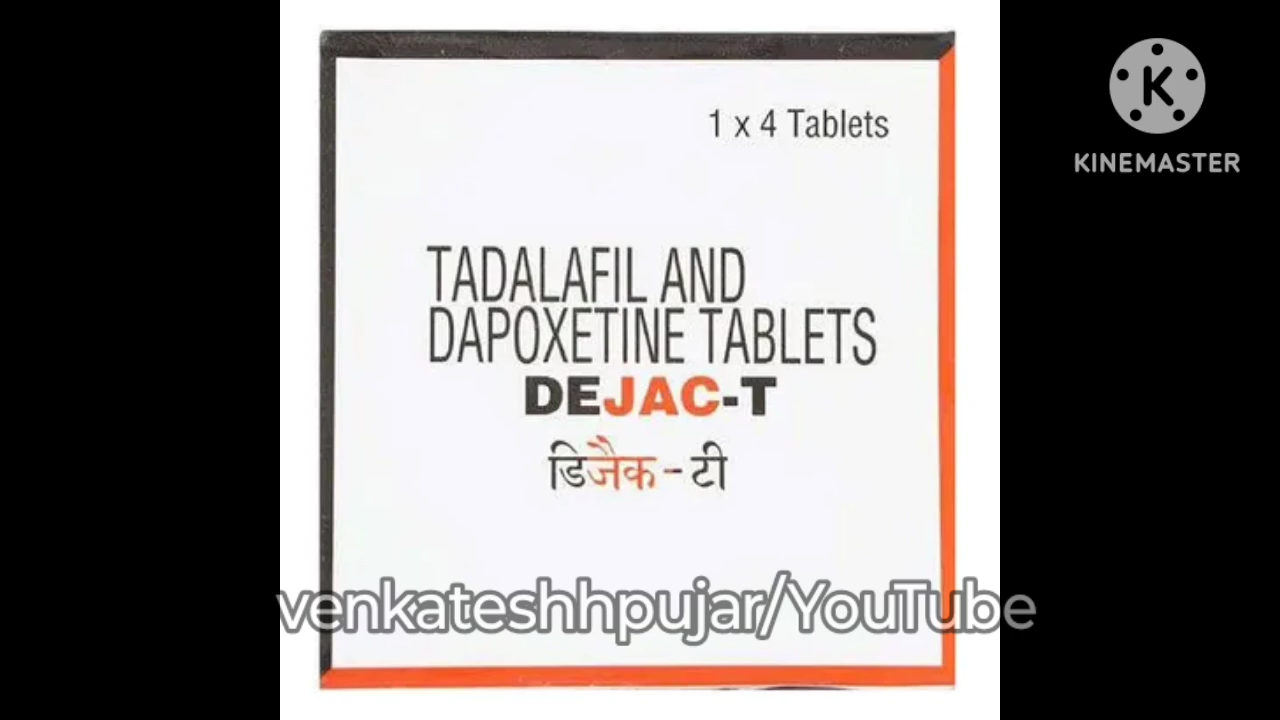 1 x 4 Tablets
KINEMASTER
TADALAFIL AND
DAPOXETINE TABLETS
DEJAC-T
डिजैक - टी
venkateshhpujar/YouTube